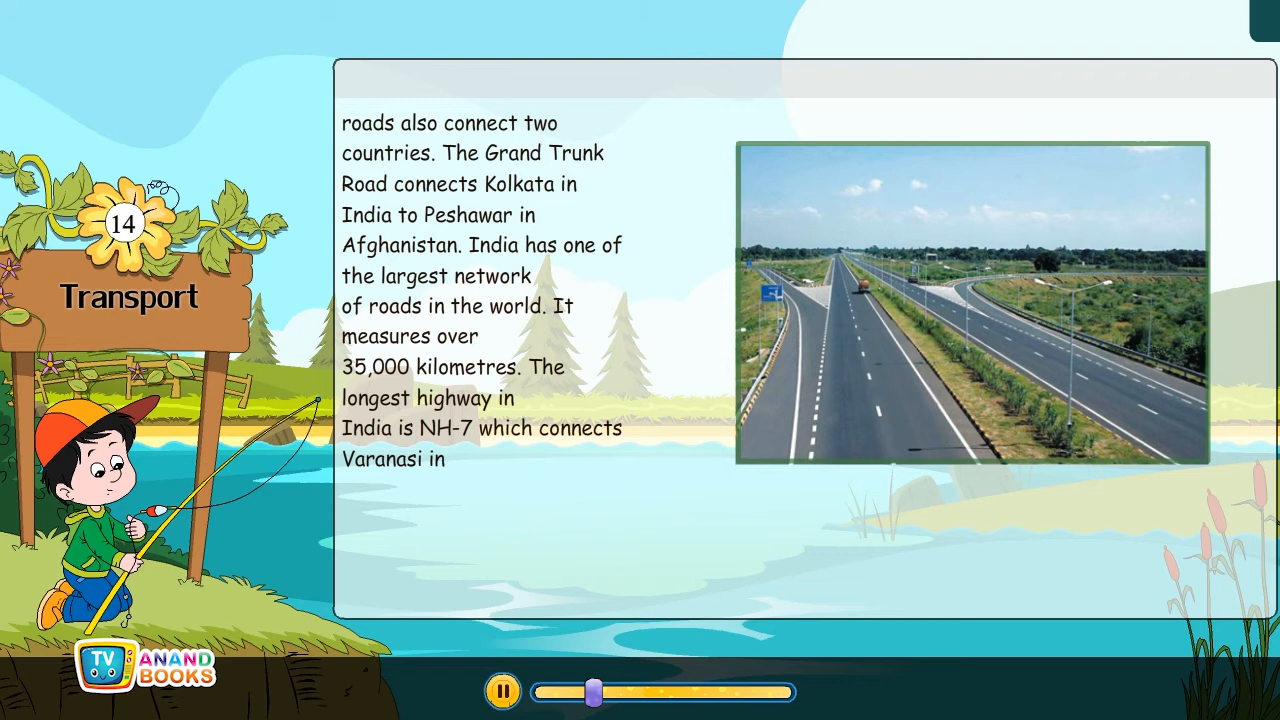 14
Transport
roads also connect two
countries. The Grand Trunk
Road connects Kolkata in
India to Peshawar in
Afghanistan. India has one of
the largest network
of roads in the world. It
measures over
35,000 kilometres. The
longest highway in
India is NH-7 which connects
Varanasi in
TV
ANAND
BOOKS